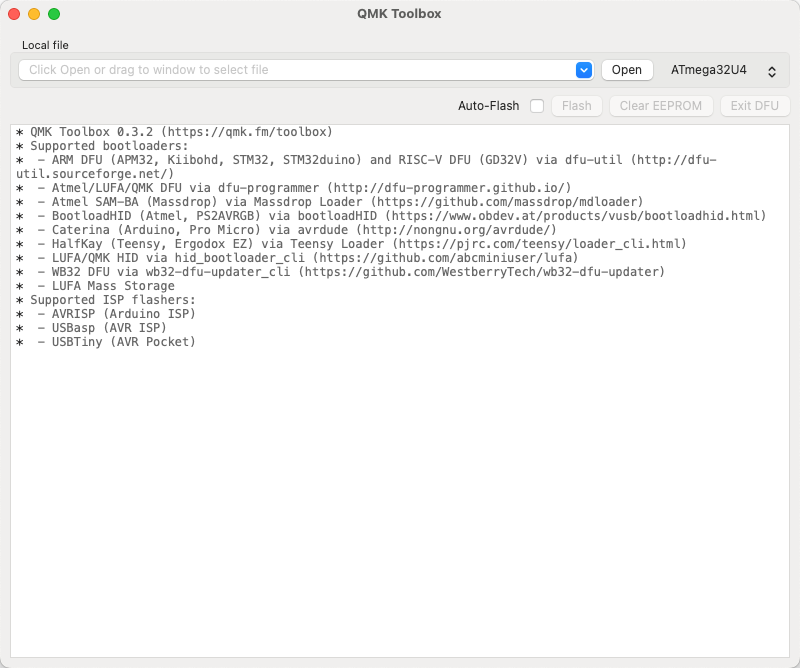 QMK Toolbox
Local file
Click Open or drag to window to select file
Open
ATmega32U4
Auto-Flash
Flash
Clear EEPROM
Exit DFU
* QMK Toolbox 0.3.2 (https://qmk.fm/toolbox)
* Supported bootloaders:
*  – ARM DFU (APM32, Kiibohd, STM32, STM32duino) and RISC-V DFU (GD32V) via dfu-util (http://dfu-
util.sourceforge.net/)
*  – Atmel/LUFA/QMK DFU via dfu-programmer (http://dfu-programmer.github.io/)
*  – Atmel SAM-BA (Massdrop) via Massdrop Loader (https://github.com/massdrop/mdloader)
*  – BootloadHID (Atmel, PS2AVRGB) via bootloadHID (https://www.obdev.at/products/vusb/bootloadhid.html)
*  – Caterina (Arduino, Pro Micro) via avrdude (http://nongnu.org/avrdude/)
*  – HalfKay (Teensy, Ergodox EZ) via Teensy Loader (https://pjrc.com/teensy/loader_cli.html)
*  – LUFA/QMK HID via hid_bootloader_cli (https://github.com/abcminiuser/lufa)
*  – WB32 DFU via wb32-dfu-updater_cli (https://github.com/WestberryTech/wb32-dfu-updater)
*  – LUFA Mass Storage
* Supported ISP flashers:
*  – AVRISP (Arduino ISP)
*  – USBasp (AVR ISP)
*  – USBTiny (AVR Pocket)